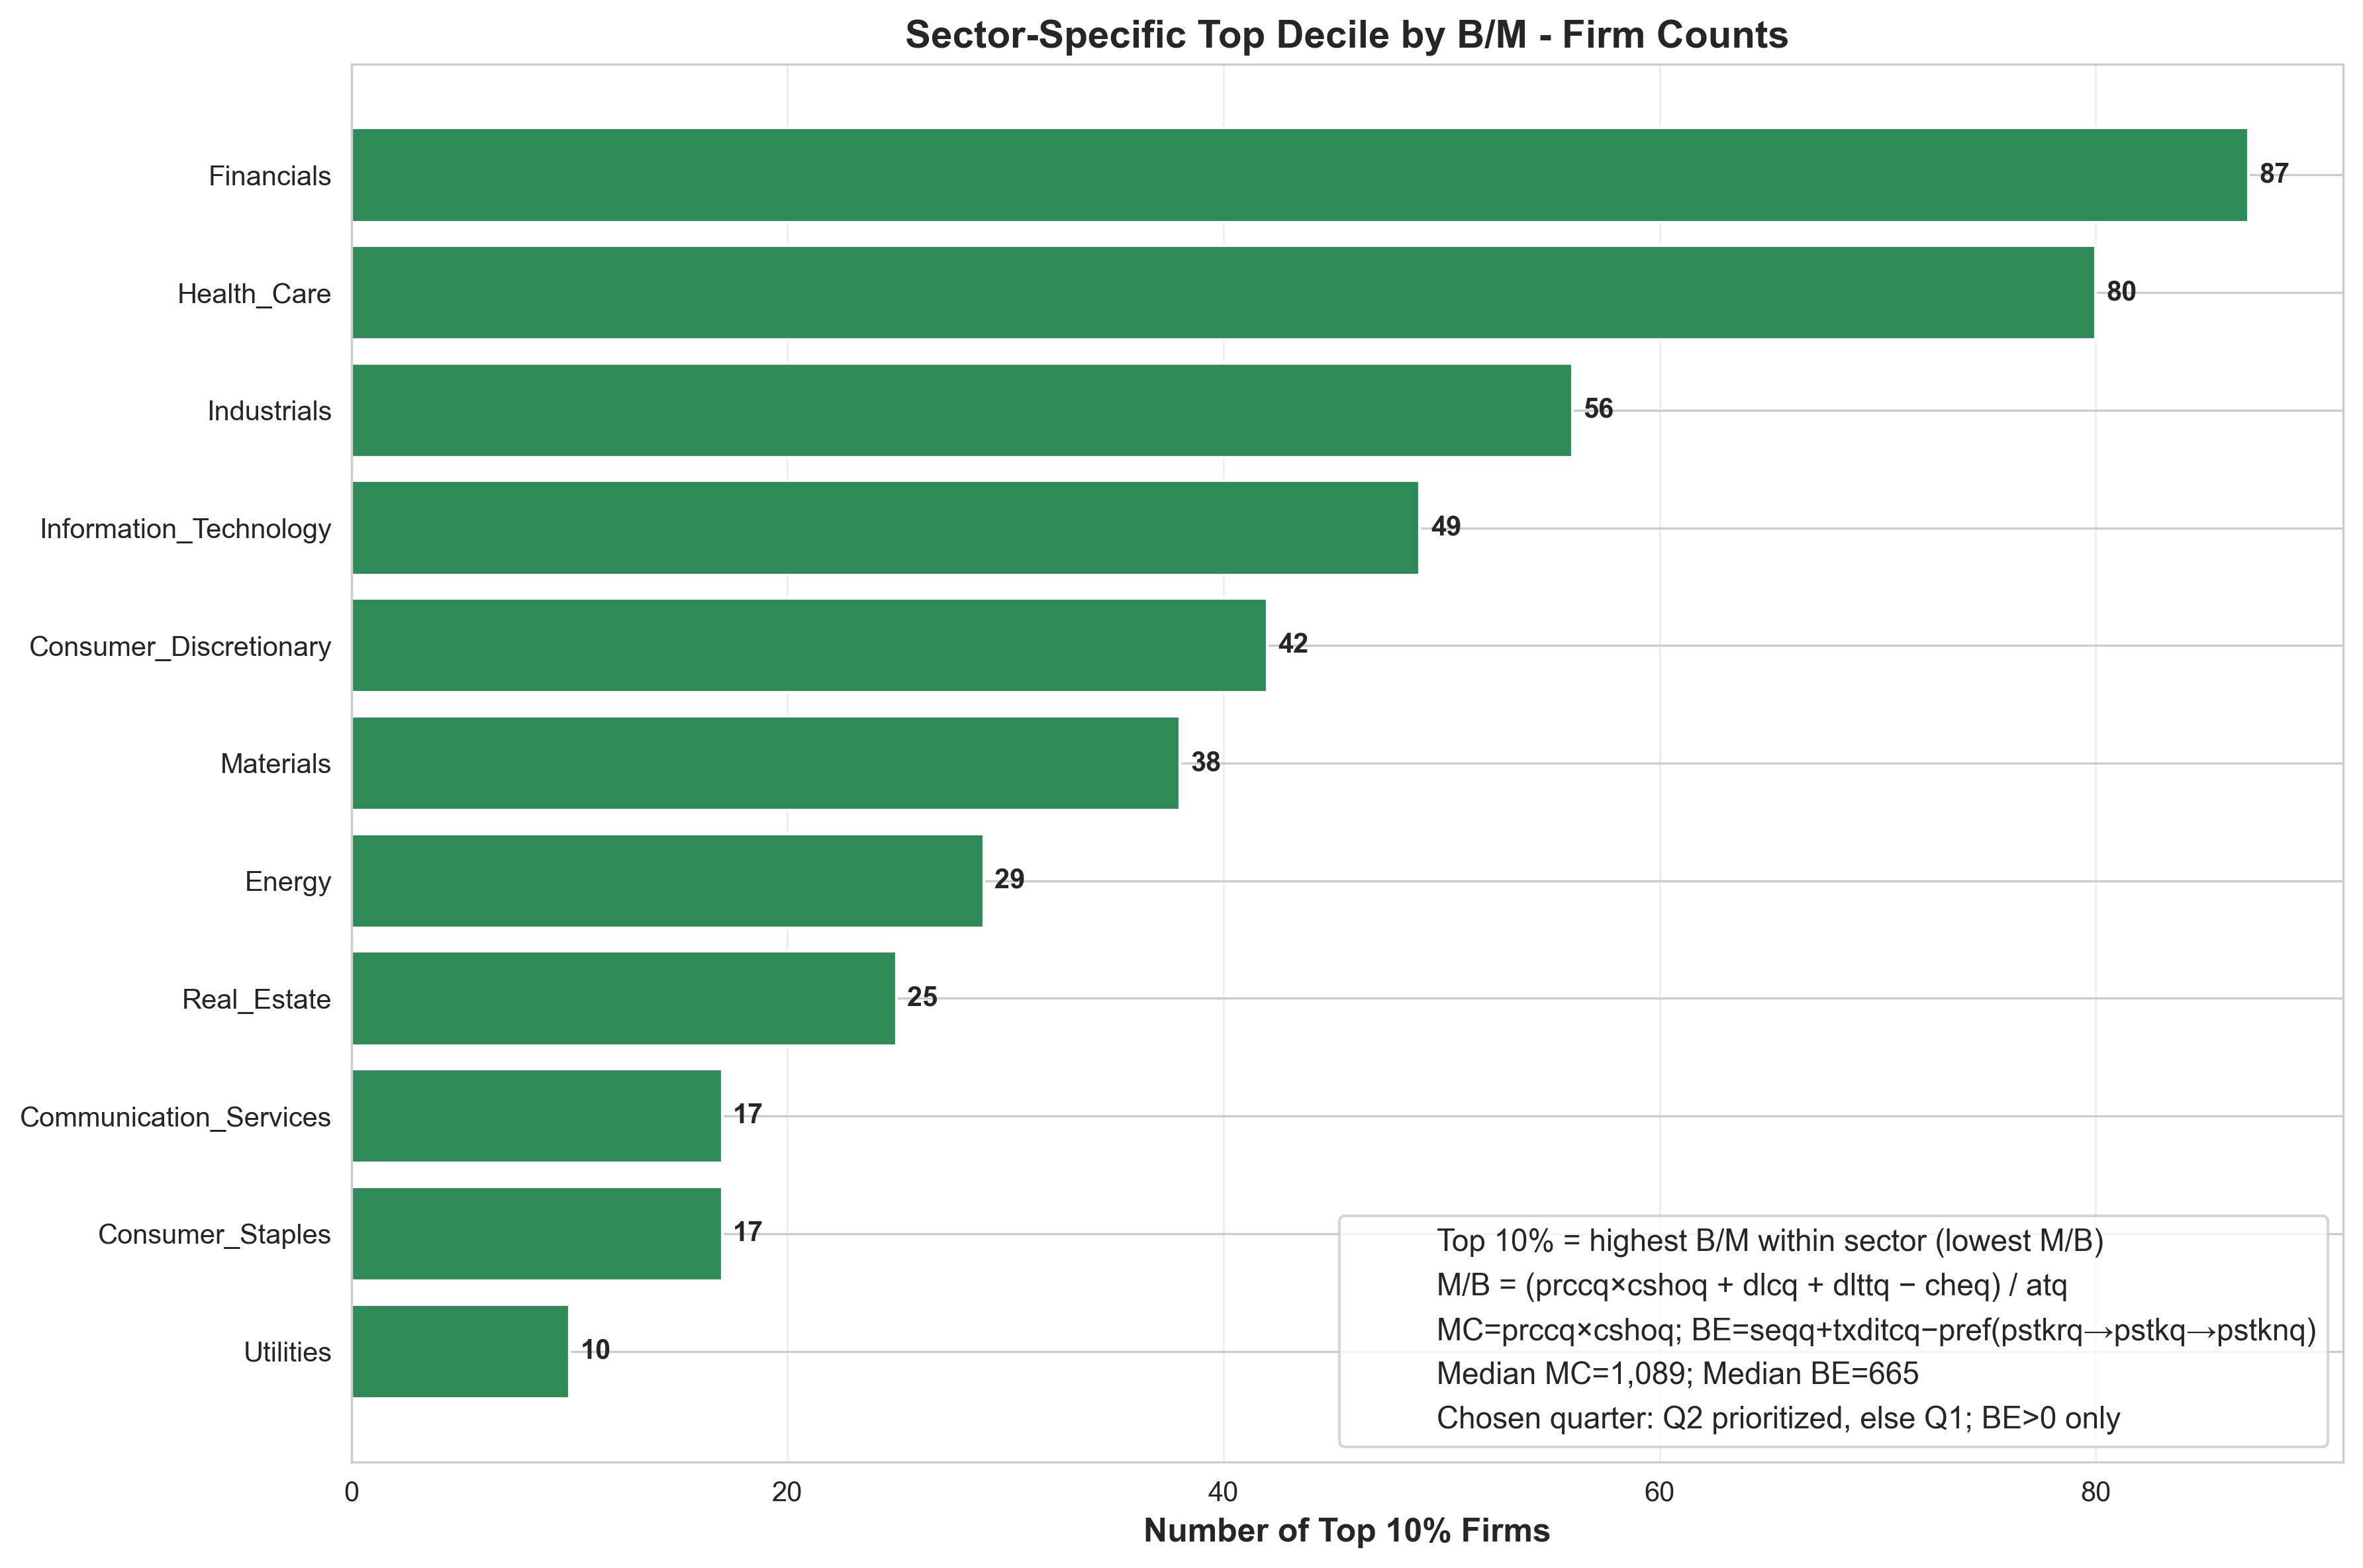 Sector-Specific Top Decile by B/M - Firm Counts
Financials
87
Health_Care
80
Industrials
56
Information_Technology
49
Consumer_Discretionary
42
Materials
38
Energy
29
Real_Estate
25
Communication_Services
17
Consumer_Staples
17
Utilities
10
Top 10% = highest B/M within sector (lowest M/B)
M/B = (prccq×cshoq + dlcq + dlttq − cheq) / atq
MC=prccq×cshoq; BE=seqq+txditcq−pref(pstkrq→pstkq→pstknq)
Median MC=1,089; Median BE=665
Chosen quarter: Q2 prioritized, else Q1; BE>0 only
0 20 40 60 80
Number of Top 10% Firms